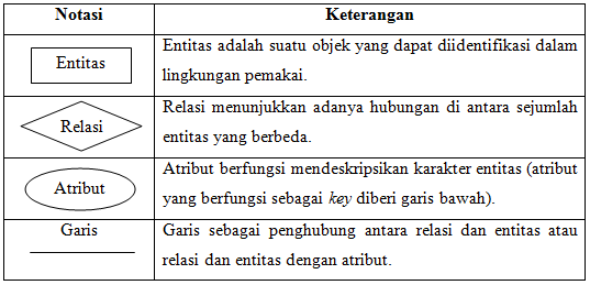 Notasi Keterangan
Entitas
Entitas adalah suatu objek yang dapat diidentifikasi dalam
lingkungan pemakai.
Relasi
Relasi menunjukkan adanya hubungan di antara sejumlah
entitas yang berbeda.
Atribut
Atribut berfungsi mendeskripsikan karakter entitas (atribut
yang berfungsi sebagai key diberi garis bawah).
Garis
Garis sebagai penghubung antara relasi dan entitas atau
relasi dan entitas dengan atribut.